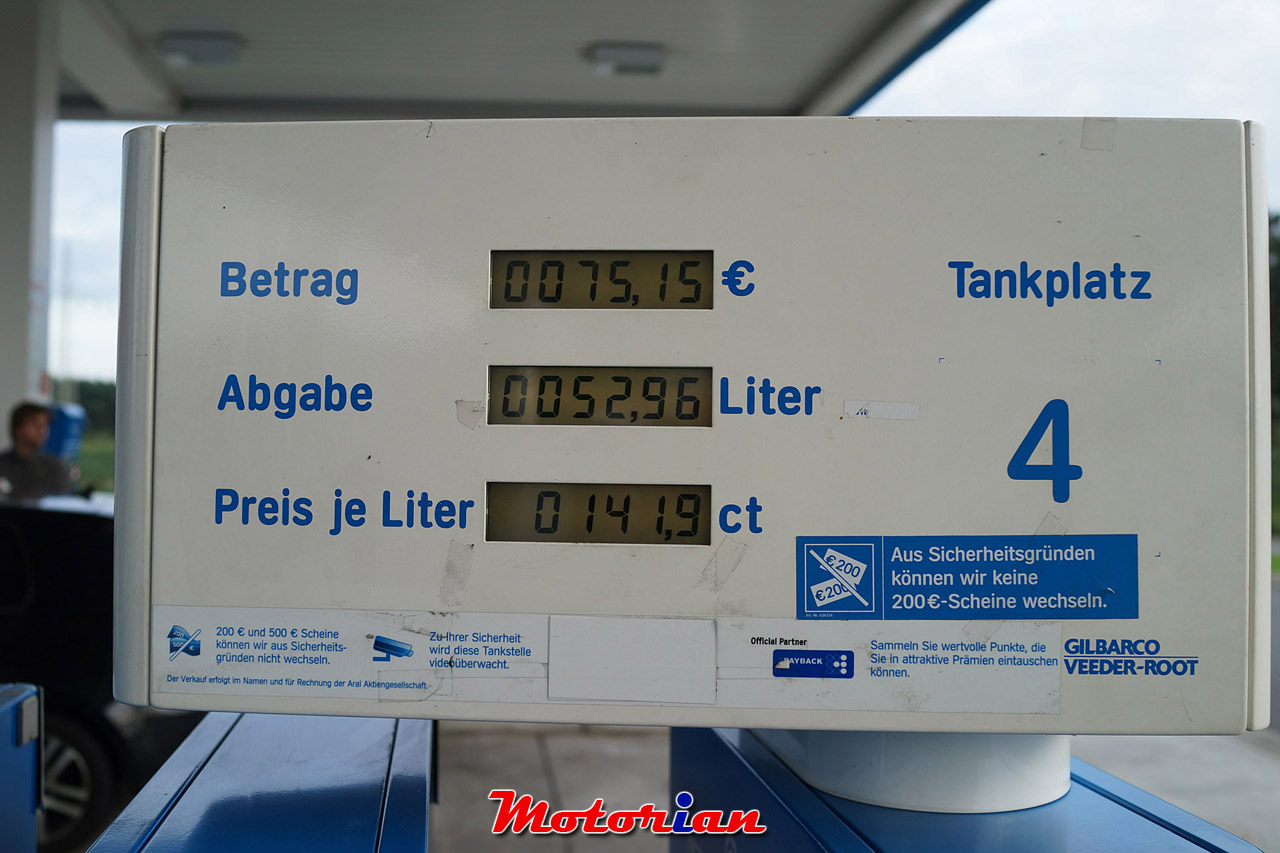 Betrag 0075,15 €
Tankplatz
Abgabe 0052,96 Liter
4
Preis je Liter 0141,9 ct
€200
€200
Aus Sicherheitsgründen
können wir keine
200€-Scheine wechseln.
200 € und 500 € Scheine
können wir aus Sicherheits-
gründen nicht wechseln.
Zu Ihrer Sicherheit
wird diese Tankstelle
videoüberwacht.
Der Verkauf erfolgt im Namen und für Rechnung der Aral Aktiengesellschaft.
Official Partner
PAYBACK
Sammeln Sie wertvolle Punkte, die
Sie in attraktive Prämien eintauschen
können.
GILBARCO
VEEDER-ROOT
Motorian